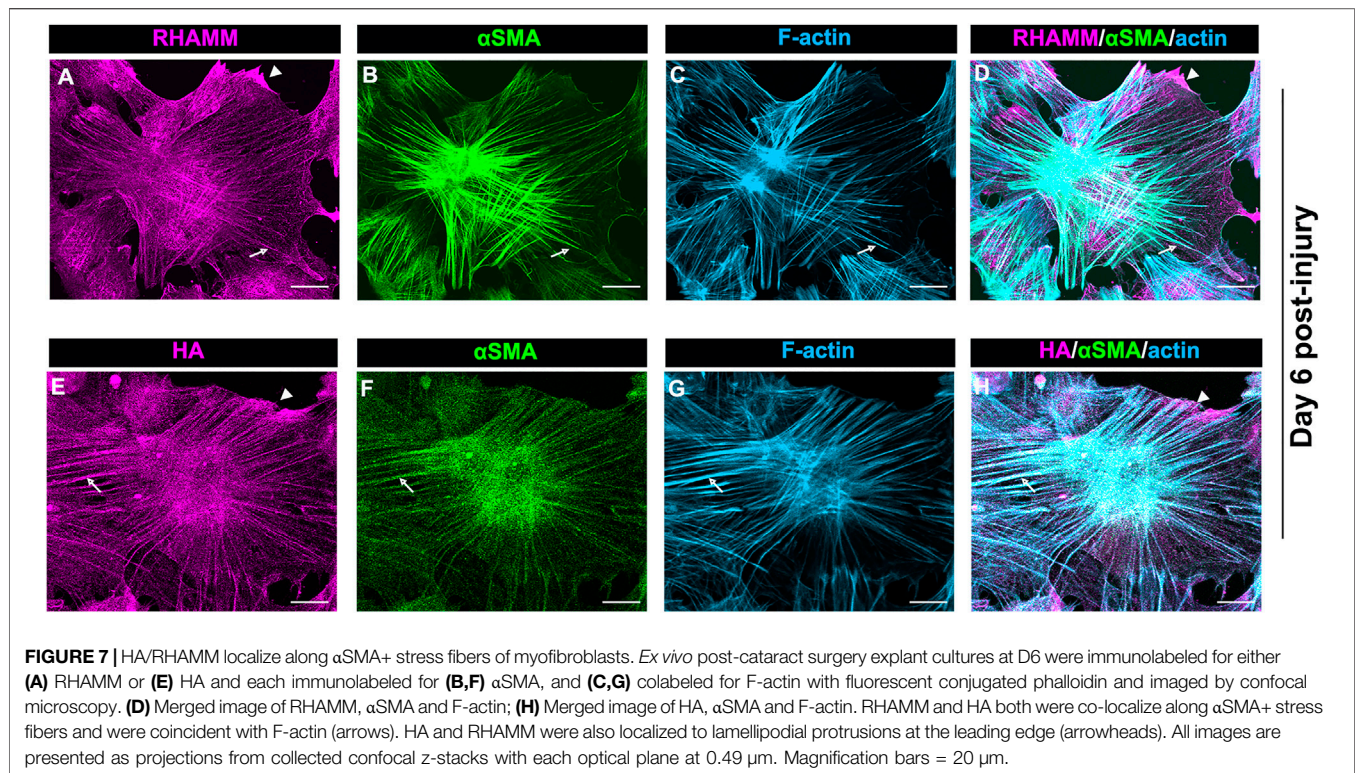 RHAMM
αSMA
F-actin
RHAMM/αSMA/actin
A
B
C
D
HA
αSMA
F-actin
HA/αSMA/actin
E
F
G
H
Day 6 post-injury
FIGURE 7 | HA/RHAMM localize along αSMA+ stress fibers of myofibroblasts. Ex vivo post-cataract surgery explant cultures at D6 were immunolabeled for either
(A) RHAMM or (E) HA and each immunolabeled for (B,F) αSMA, and (C,G) colabeled for F-actin with fluorescent conjugated phalloidin and imaged by confocal
microscopy. (D) Merged image of RHAMM, αSMA and F-actin; (H) Merged image of HA, αSMA and F-actin. RHAMM and HA both were co-localize along αSMA+ stress
fibers and were coincident with F-actin (arrows). HA and RHAMM were also localized to lamellipodial protrusions at the leading edge (arrowheads). All images are
presented as projections from collected confocal z-stacks with each optical plane at 0.49 μm. Magnification bars = 20 μm.